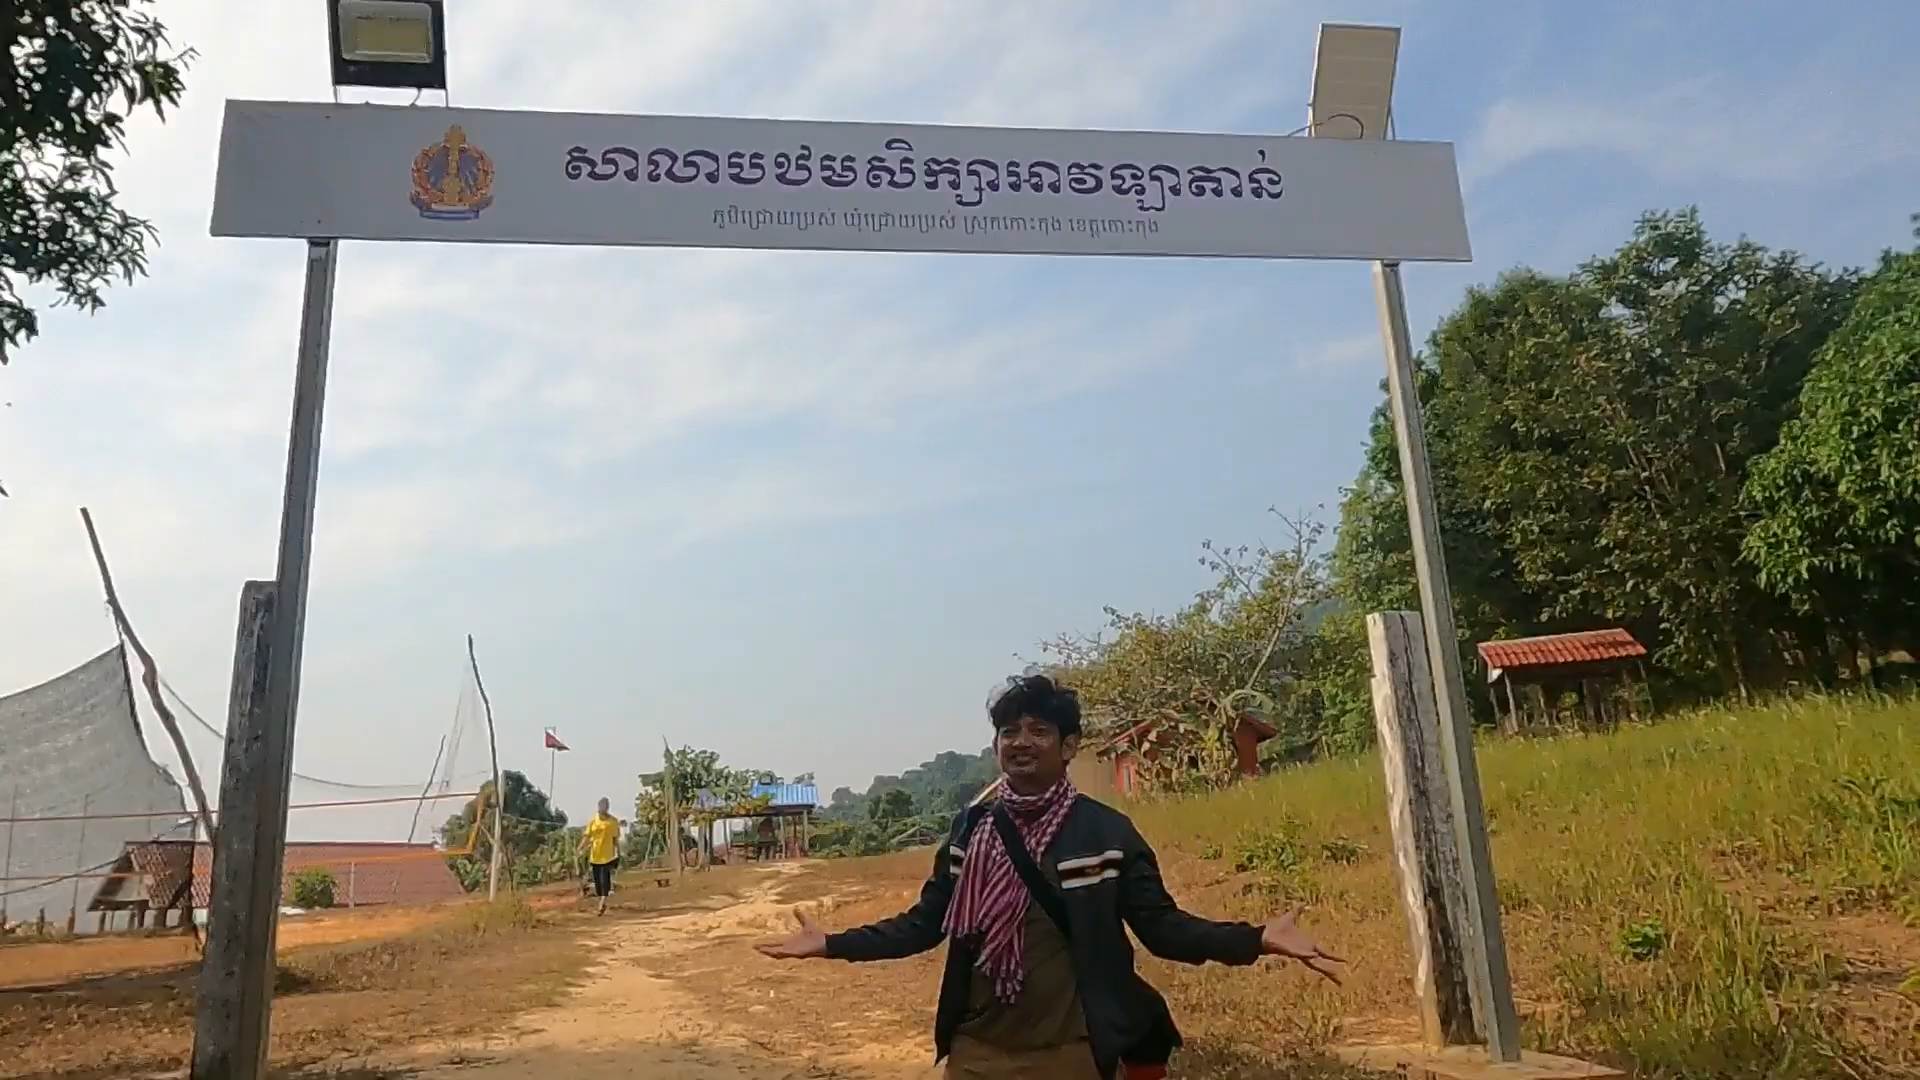 សាលាបឋមសិក្សាអាវឡាតាន់
ភូមិជ្រោយប្រស់ ឃុំជ្រោយប្រស់ ស្រុកកោះកុង ខេត្តកោះកុង